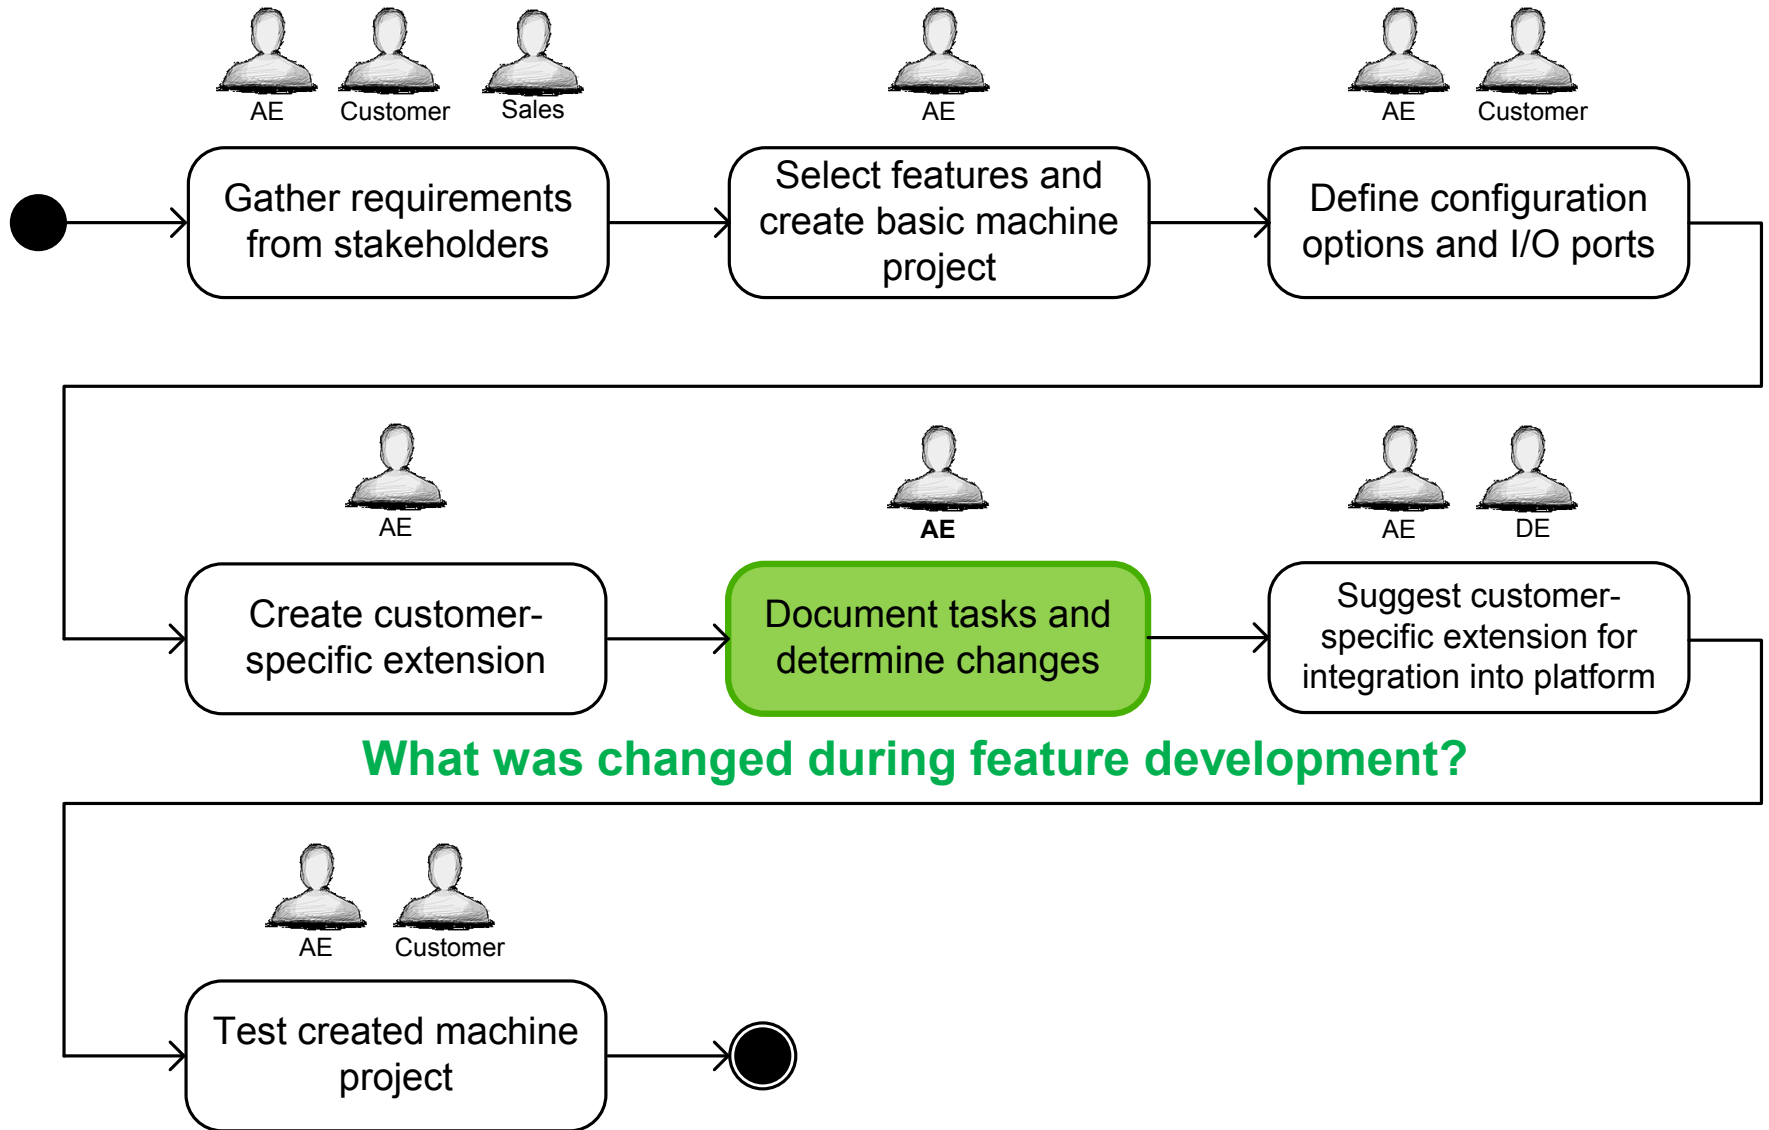 AE
Customer
Sales
AE
AE
Customer
Gather requirements
from stakeholders
Select features and
create basic machine
project
Define configuration
options and I/O ports
AE
AE
AE
DE
Create customer-
specific extension
Document tasks and
determine changes
Suggest customer-
specific extension for
integration into platform
What was changed during feature development?
AE
Customer
Test created machine
project